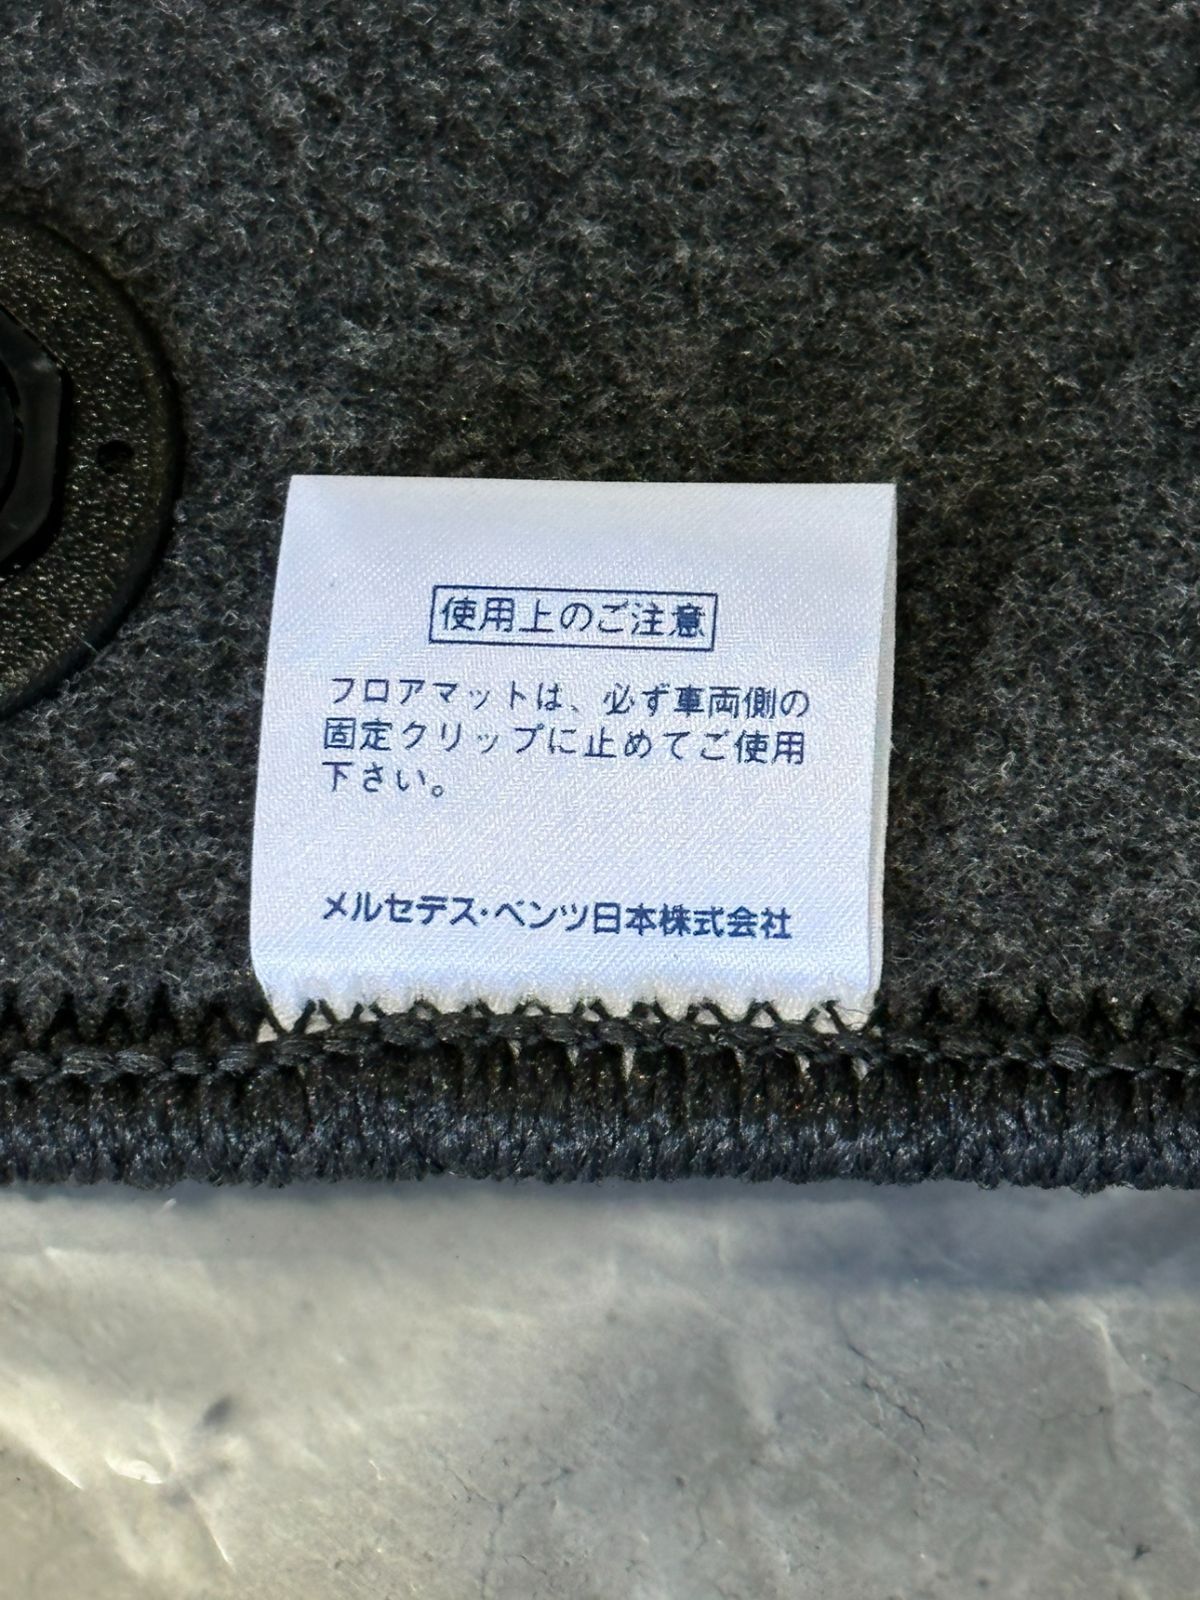 使用上のご注意
フロアマットは、必ず車両側の
固定クリップに止めてご使用
下さい。
メルセデス・ベンツ日本株式会社